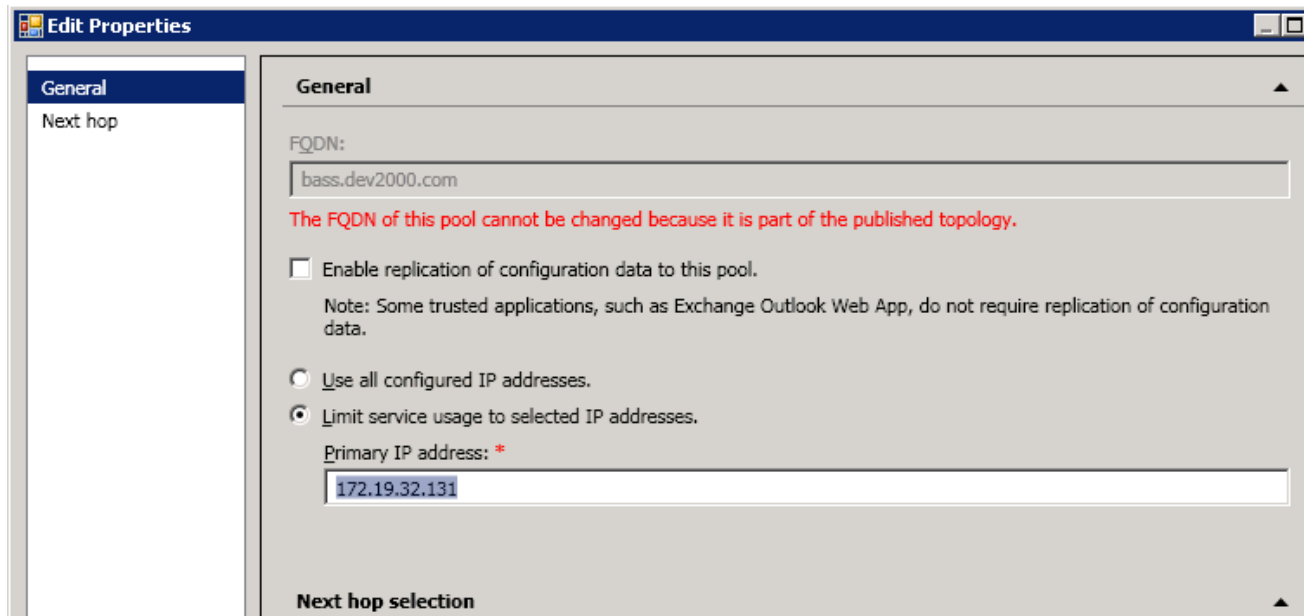 Edit Properties
General
Next hop
General
FQDN:
bass.dev2000.com
The FQDN of this pool cannot be changed because it is part of the published topology.
Enable replication of configuration data to this pool.
Note: Some trusted applications, such as Exchange Outlook Web App, do not require replication of configuration
data.
Use all configured IP addresses.
Limit service usage to selected IP addresses.
Primary IP address: *
172.19.32.131
Next hop selection